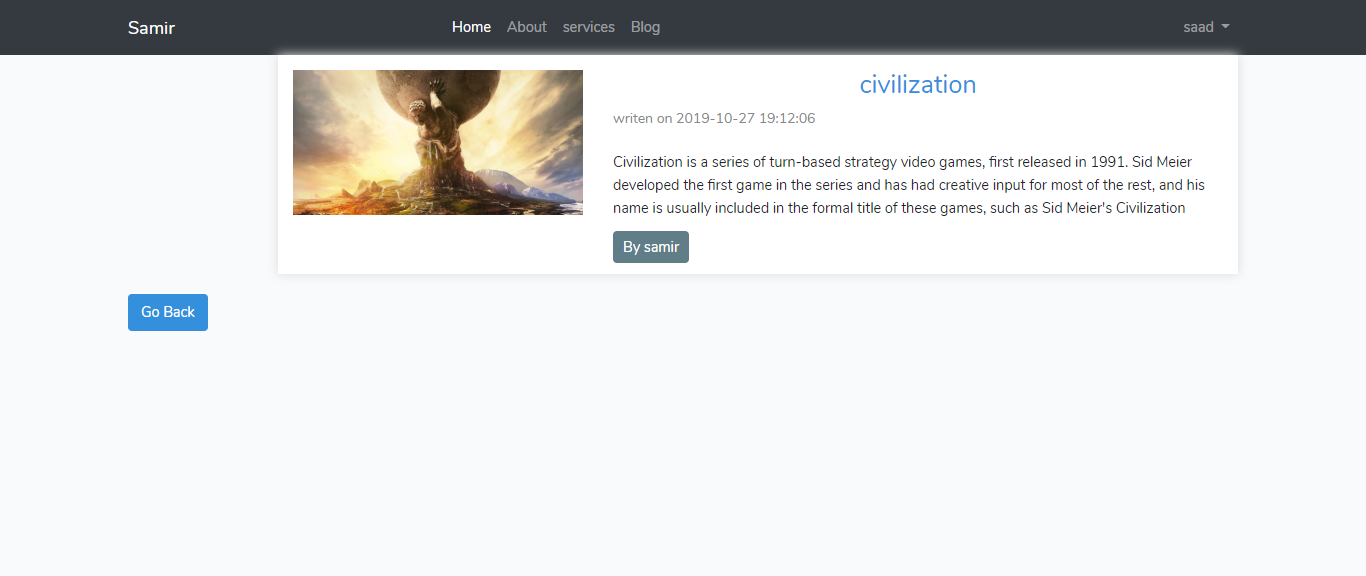 Samir Home About services Blog saad
civilization
writen on 2019-10-27 19:12:06
Civilization is a series of turn-based strategy video games, first released in 1991. Sid Meier
developed the first game in the series and has had creative input for most of the rest, and his
name is usually included in the formal title of these games, such as Sid Meier's Civilization
By samir
Go Back